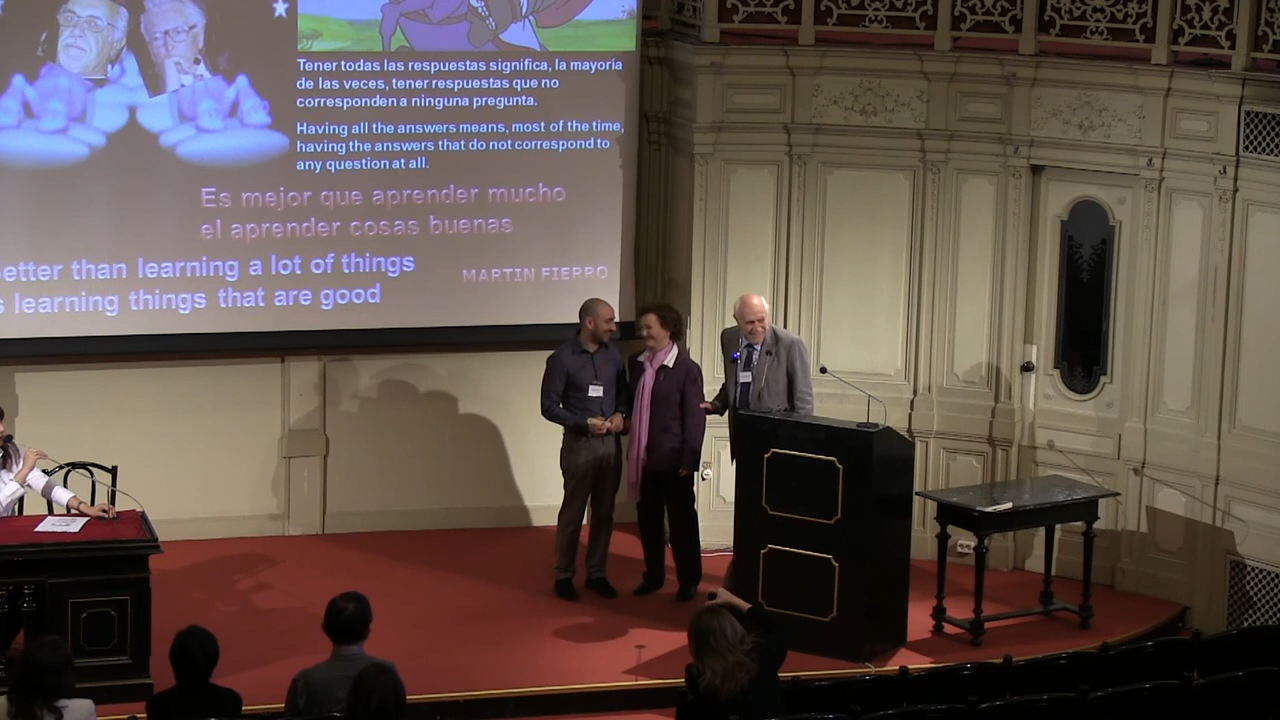 Tener todas las respuestas significa, la mayoría
de las veces, tener respuestas que no
corresponden a ninguna pregunta.
Having all the answers means, most of the time,
having the answers that do not correspond to
any question at all.
Es mejor que aprender mucho
el aprender cosas buenas
etter than learning a lot of things
s learning things that are good
MARTIN FIERRO